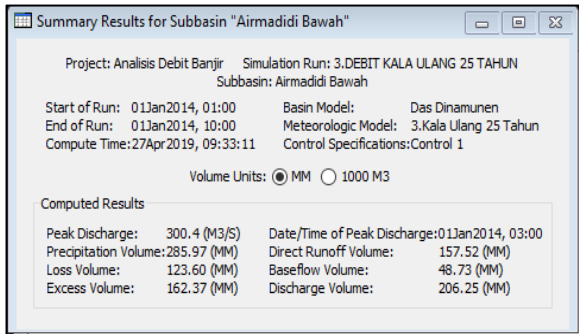 Summary Results for Subbasin "Airmadidi Bawah"
Project: Analisis Debit Banjir Simulation Run: 3.DEBIT KALA ULANG 25 TAHUN
Subbasin: Airmadidi Bawah
Start of Run: 01Jan2014, 01:00 Basin Model: Das Dinamunen
End of Run: 01Jan2014, 10:00 Meteorologic Model: 3.Kala Ulang 25 Tahun
Compute Time:27Apr2019, 09:33:11 Control Specifications:Control 1
Volume Units: MM 1000 M3
Computed Results
Peak Discharge: 300.4 (M3/S) Date/Time of Peak Discharge:01Jan2014, 03:00
Precipitation Volume:285.97 (MM) Direct Runoff Volume: 157.52 (MM)
Loss Volume: 123.60 (MM) Baseflow Volume: 48.73 (MM)
Excess Volume: 162.37 (MM) Discharge Volume: 206.25 (MM)